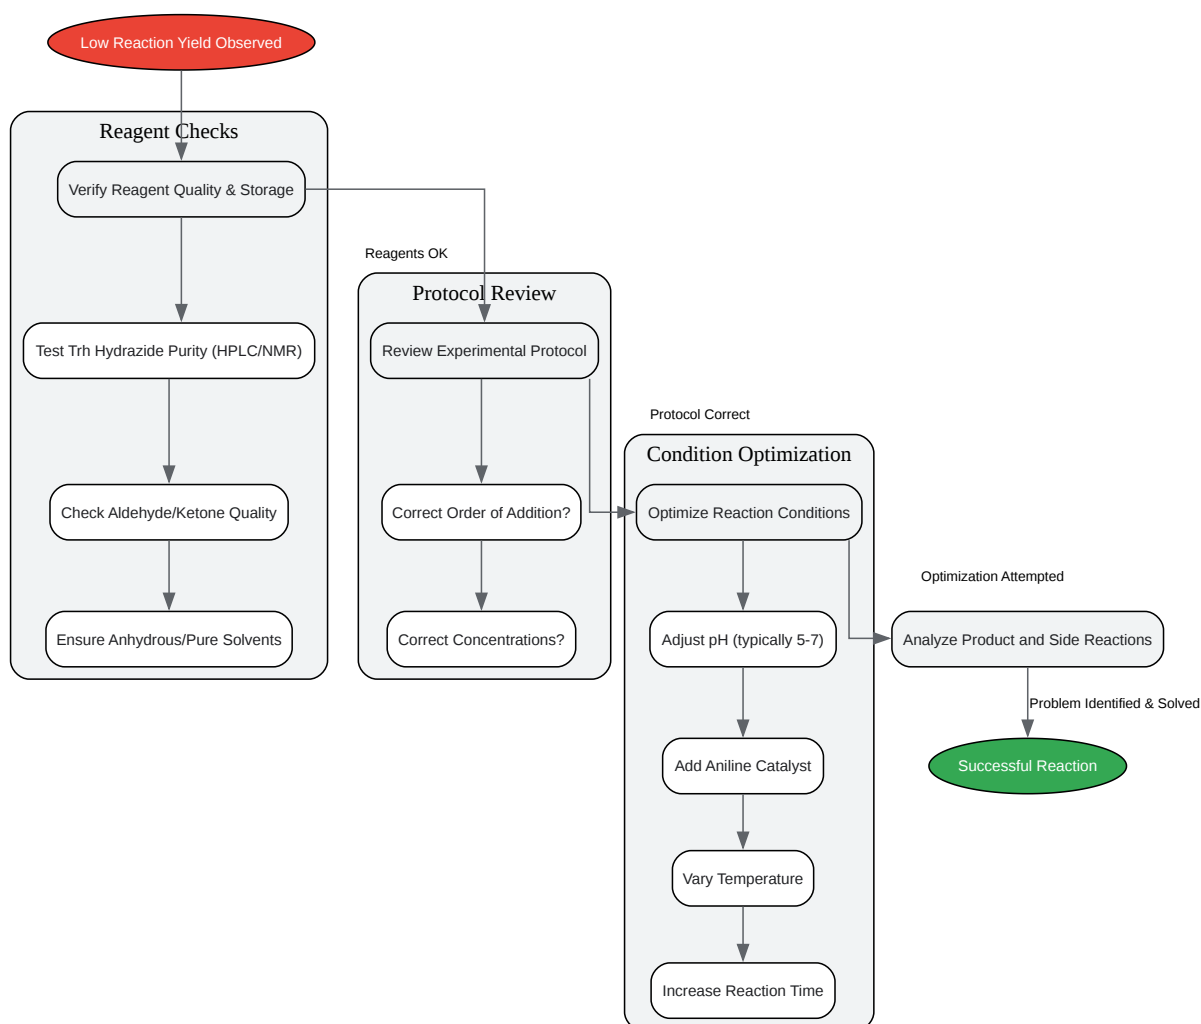 Low Reaction Yield Observed
Reagent Checks
Verify Reagent Quality & Storage
Test Trh Hydrazide Purity (HPLC/NMR)
Check Aldehyde/Ketone Quality
Ensure Anhydrous/Pure Solvents
Reagents OK
Protocol Review
Review Experimental Protocol
Correct Order of Addition?
Correct Concentrations?
Protocol Correct
Condition Optimization
Optimize Reaction Conditions
Adjust pH (typically 5-7)
Add Aniline Catalyst
Vary Temperature
Increase Reaction Time
Optimization Attempted
Analyze Product and Side Reactions
Problem Identified & Solved
Successful Reaction